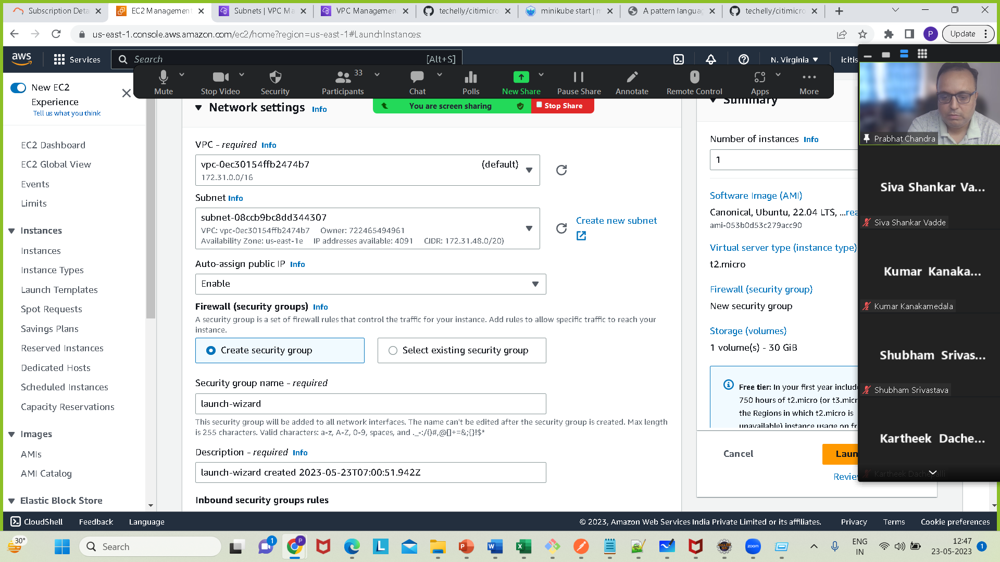 Subscription Deta
EC2 Management
Subnets | VPC Ma
VPC Managemen
techelly/citimicro
minikube start | m
A pattern languag
techelly/citimicro
us-east-1.console.aws.amazon.com/ec2/home?region=us-east-1#LaunchInstances:
P
Update
aws
Services
Search
[Alt+S]
N. Virginia
icitis
Mute
Stop Video
Security
Participants
33
Chat
Polls
New Share
Pause Share
Annotate
Remote Control
Apps
More
You are screen sharing
Stop Share
New EC2
Experience
Tell us what you think
EC2 Dashboard
EC2 Global View
Events
Limits
Instances
Instances
Instance Types
Launch Templates
Spot Requests
Savings Plans
Reserved Instances
Dedicated Hosts
Scheduled Instances
Capacity Reservations
Images
AMIs
AMI Catalog
Elastic Block Store
Network settings Info
VPC - required Info
vpc-0ec30154ffb2474b7 (default)
172.31.0.0/16
Subnet Info
subnet-08ccb9bc8dd344307
VPC: vpc-0ec30154ffb2474b7 Owner: 722465494961
Availability Zone: us-east-1e IP addresses available: 4091 CIDR: 172.31.48.0/20)
Create new subnet
Auto-assign public IP Info
Enable
Firewall (security groups) Info
A security group is a set of firewall rules that control the traffic for your instance. Add rules to allow specific traffic to reach your
instance.
Create security group
Select existing security group
Security group name - required
launch-wizard
This security group will be added to all network interfaces. The name can't be edited after the security group is created. Max length
is 255 characters. Valid characters: a-z, A-Z, 0-9, spaces, and ._-:/()#,@[]+=&;{}!$*
Description - required Info
launch-wizard created 2023-05-23T07:00:51.942Z
Inbound security groups rules
Summary
Number of instances Info
1
Software Image (AMI)
Canonical, Ubuntu, 22.04 LTS, ...rea
ami-053b0d53c279acc90
Virtual server type (instance type)
t2.micro
Firewall (security group)
New security group
Storage (volumes)
1 volume(s) - 30 GiB
Free tier: In your first year include
750 hours of t2.micro (or t3.micr
the Regions in which t2.micro is
unavailable) instance usage on fr
Cancel
Laun
Review
Prabhat Chandra
Siva Shankar Va...
Siva Shankar Vadde
Kumar Kanaka...
Kumar Kanakamedala
Shubham Srivas...
Shubham Srivastava
Kartheek Dache...
Kartheek Dachepalli
CloudShell
Feedback
Language
© 2023, Amazon Web Services India Private Limited or its affiliates.
Privacy
Terms
Cookie preferences
30°
Search
1
P
L
P
W
X
zoom
ENG
IN
12:47
23-05-2023
1